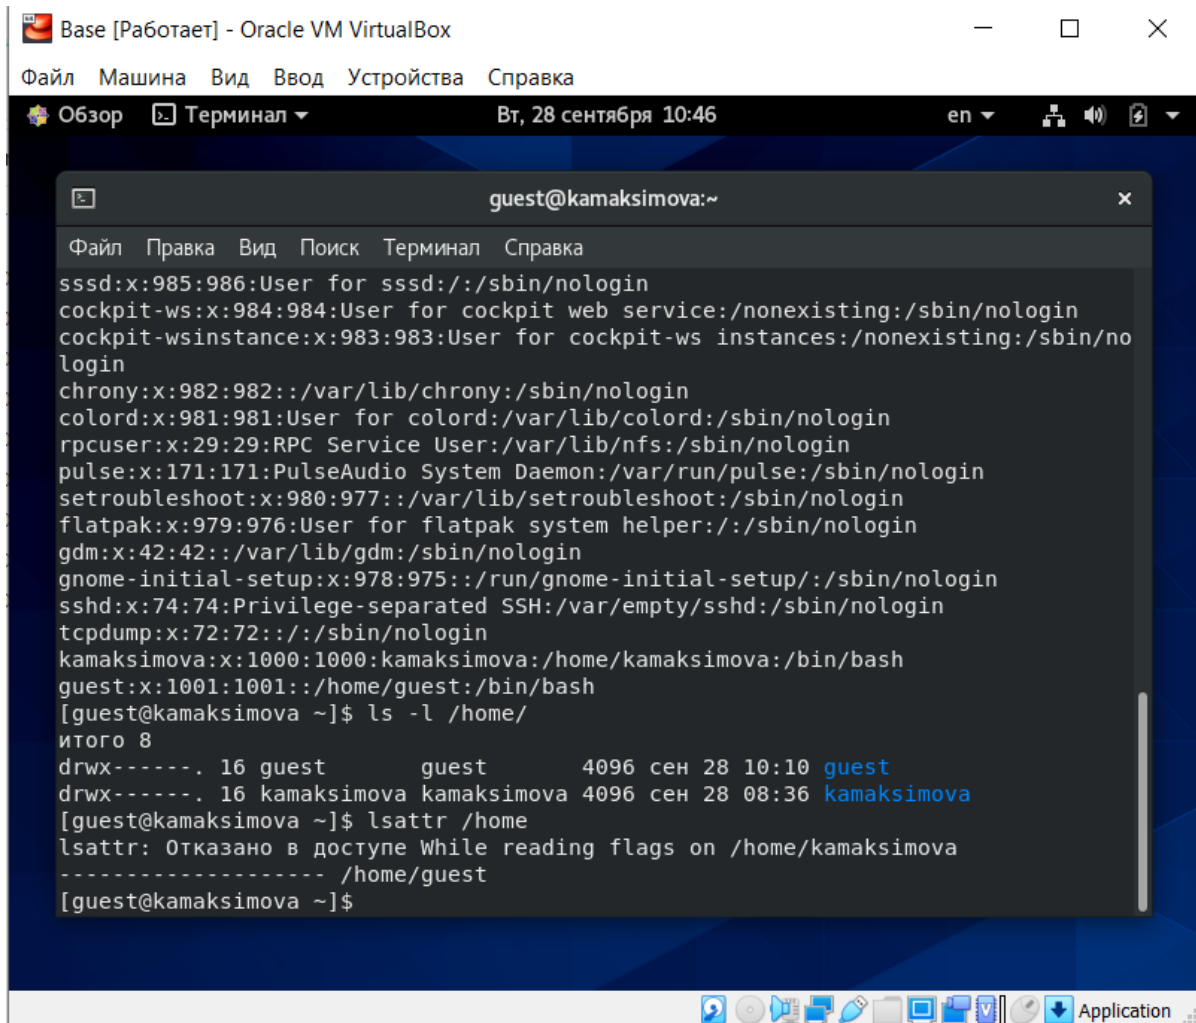 Base [Работает] - Oracle VM VirtualBox
Файл Машина Вид Ввод Устройства Справка
Обзор Терминал Вт, 28 сентября 10:46 en
guest@kamaksimova:~
Файл Правка Вид Поиск Терминал Справка
sssd:x:985:986:User for sssd:/:/sbin/nologin
cockpit-ws:x:984:984:User for cockpit web service:/nonexisting:/sbin/nologin
cockpit-wsinstance:x:983:983:User for cockpit-ws instances:/nonexisting:/sbin/no
login
chrony:x:982:982::/var/lib/chrony:/sbin/nologin
colord:x:981:981:User for colord:/var/lib/colord:/sbin/nologin
rpcuser:x:29:29:RPC Service User:/var/lib/nfs:/sbin/nologin
pulse:x:171:171:PulseAudio System Daemon:/var/run/pulse:/sbin/nologin
setroubleshoot:x:980:977::/var/lib/setroubleshoot:/sbin/nologin
flatpak:x:979:976:User for flatpak system helper:/:/sbin/nologin
gdm:x:42:42::/var/lib/gdm:/sbin/nologin
gnome-initial-setup:x:978:975::/run/gnome-initial-setup/:/sbin/nologin
sshd:x:74:74:Privilege-separated SSH:/var/empty/sshd:/sbin/nologin
tcpdump:x:72:72::/:/sbin/nologin
kamaksimova:x:1000:1000:kamaksimova:/home/kamaksimova:/bin/bash
guest:x:1001:1001::/home/guest:/bin/bash
[guest@kamaksimova ~]$ ls -l /home/
итого 8
drwx------. 16 guest       guest       4096 сен 28 10:10 guest
drwx------. 16 kamaksimova kamaksimova 4096 сен 28 08:36 kamaksimova
[guest@kamaksimova ~]$ lsattr /home
lsattr: Отказано в доступе While reading flags on /home/kamaksimova
-------------------- /home/guest
[guest@kamaksimova ~]$
Application